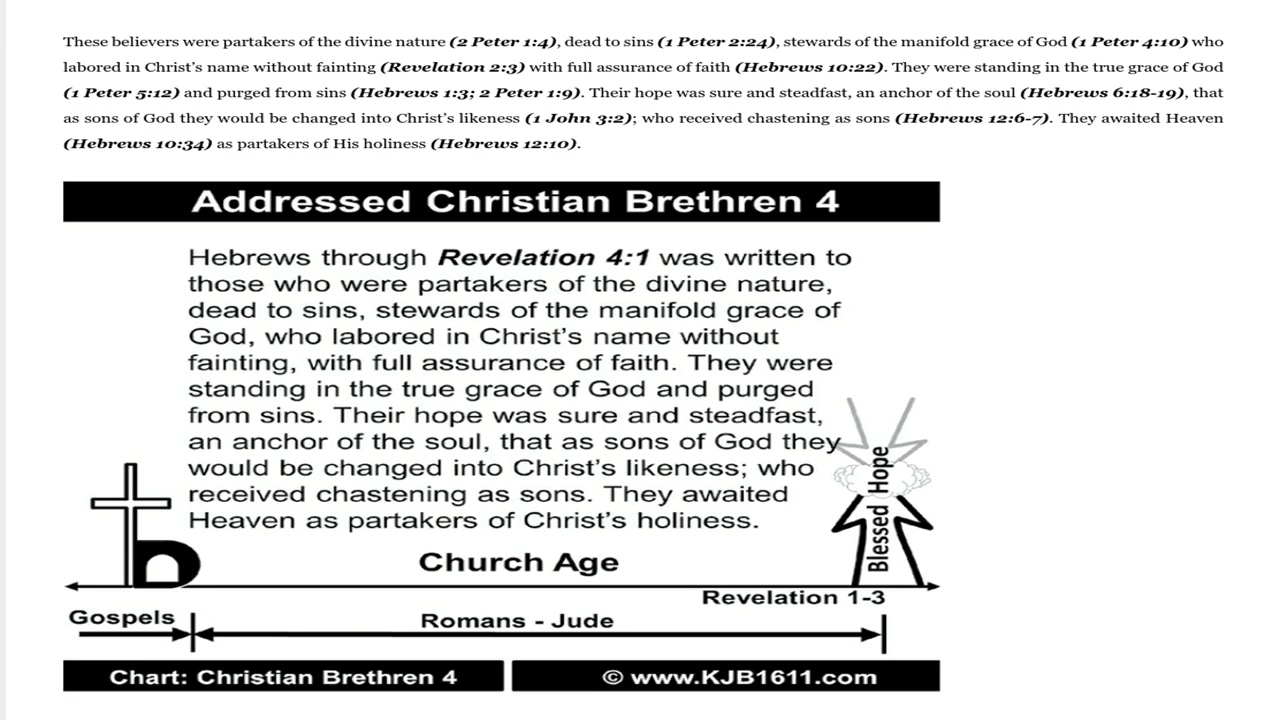 These believers were partakers of the divine nature (2 Peter 1:4), dead to sins (1 Peter 2:24), stewards of the manifold grace of God (1 Peter 4:10) who
labored in Christ’s name without fainting (Revelation 2:3) with full assurance of faith (Hebrews 10:22). They were standing in the true grace of God
(1 Peter 5:12) and purged from sins (Hebrews 1:3; 2 Peter 1:9). Their hope was sure and steadfast, an anchor of the soul (Hebrews 6:18-19), that
as sons of God they would be changed into Christ’s likeness (1 John 3:2); who received chastening as sons (Hebrews 12:6-7). They awaited Heaven
(Hebrews 10:34) as partakers of His holiness (Hebrews 12:10).
Addressed Christian Brethren 4
Hebrews through Revelation 4:1 was written to
those who were partakers of the divine nature,
dead to sins, stewards of the manifold grace of
God, who labored in Christ’s name without
fainting, with full assurance of faith. They were
standing in the true grace of God and purged
from sins. Their hope was sure and steadfast,
an anchor of the soul, that as sons of God they
would be changed into Christ’s likeness; who
received chastening as sons. They awaited
Heaven as partakers of Christ’s holiness.
Blessed Hope
Church Age
Revelation 1-3
Gospels
Romans - Jude
Chart: Christian Brethren 4
© www.KJB1611.com